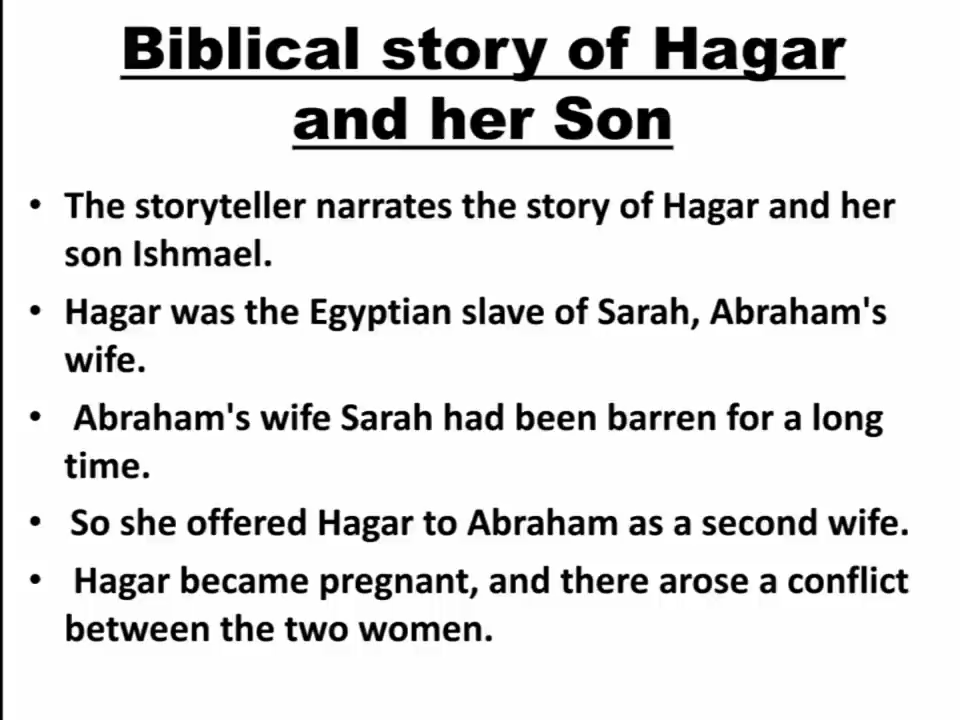 Biblical story of Hagar
and her Son
• The storyteller narrates the story of Hagar and her
son Ishmael.
• Hagar was the Egyptian slave of Sarah, Abraham's
wife.
• Abraham's wife Sarah had been barren for a long
time.
• So she offered Hagar to Abraham as a second wife.
• Hagar became pregnant, and there arose a conflict
between the two women.